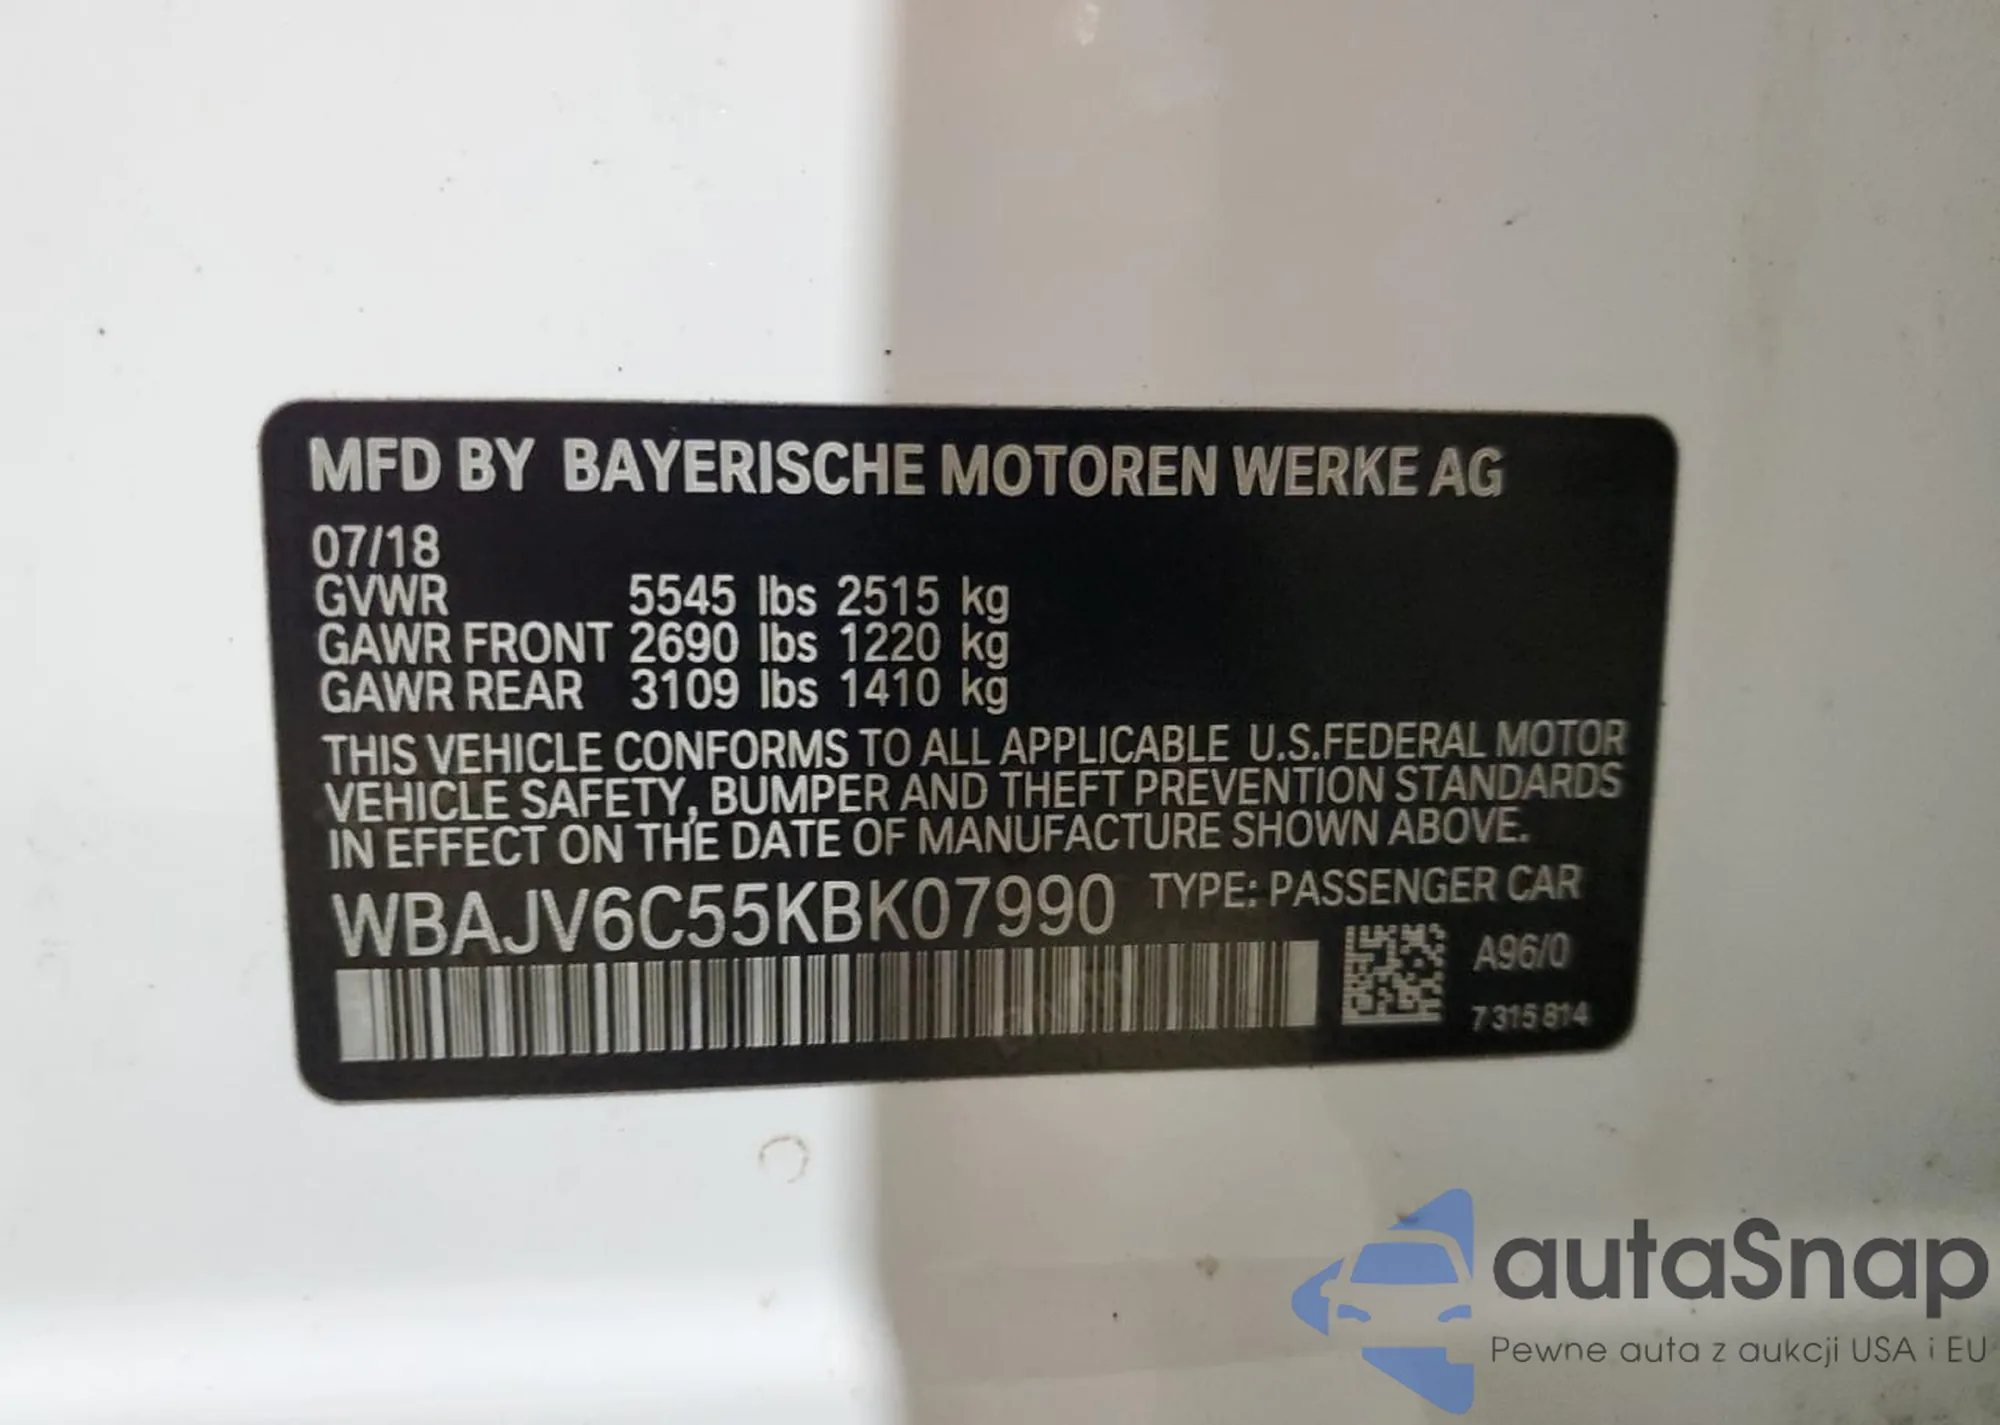 MFD BY BAYERISCHE MOTOREN WERKE AG
07/18
GVWR 5545 lbs 2515 kg
GAWR FRONT 2690 lbs 1220 kg
GAWR REAR 3109 lbs 1410 kg
THIS VEHICLE CONFORMS TO ALL APPLICABLE U.S.FEDERAL MOTOR
VEHICLE SAFETY, BUMPER AND THEFT PREVENTION STANDARDS
IN EFFECT ON THE DATE OF MANUFACTURE SHOWN ABOVE.
WBAJV6C55KBK07990 TYPE: PASSENGER CAR
A96/0
7 315 814
autaSnap
Pewne auta z aukcji USA i EU